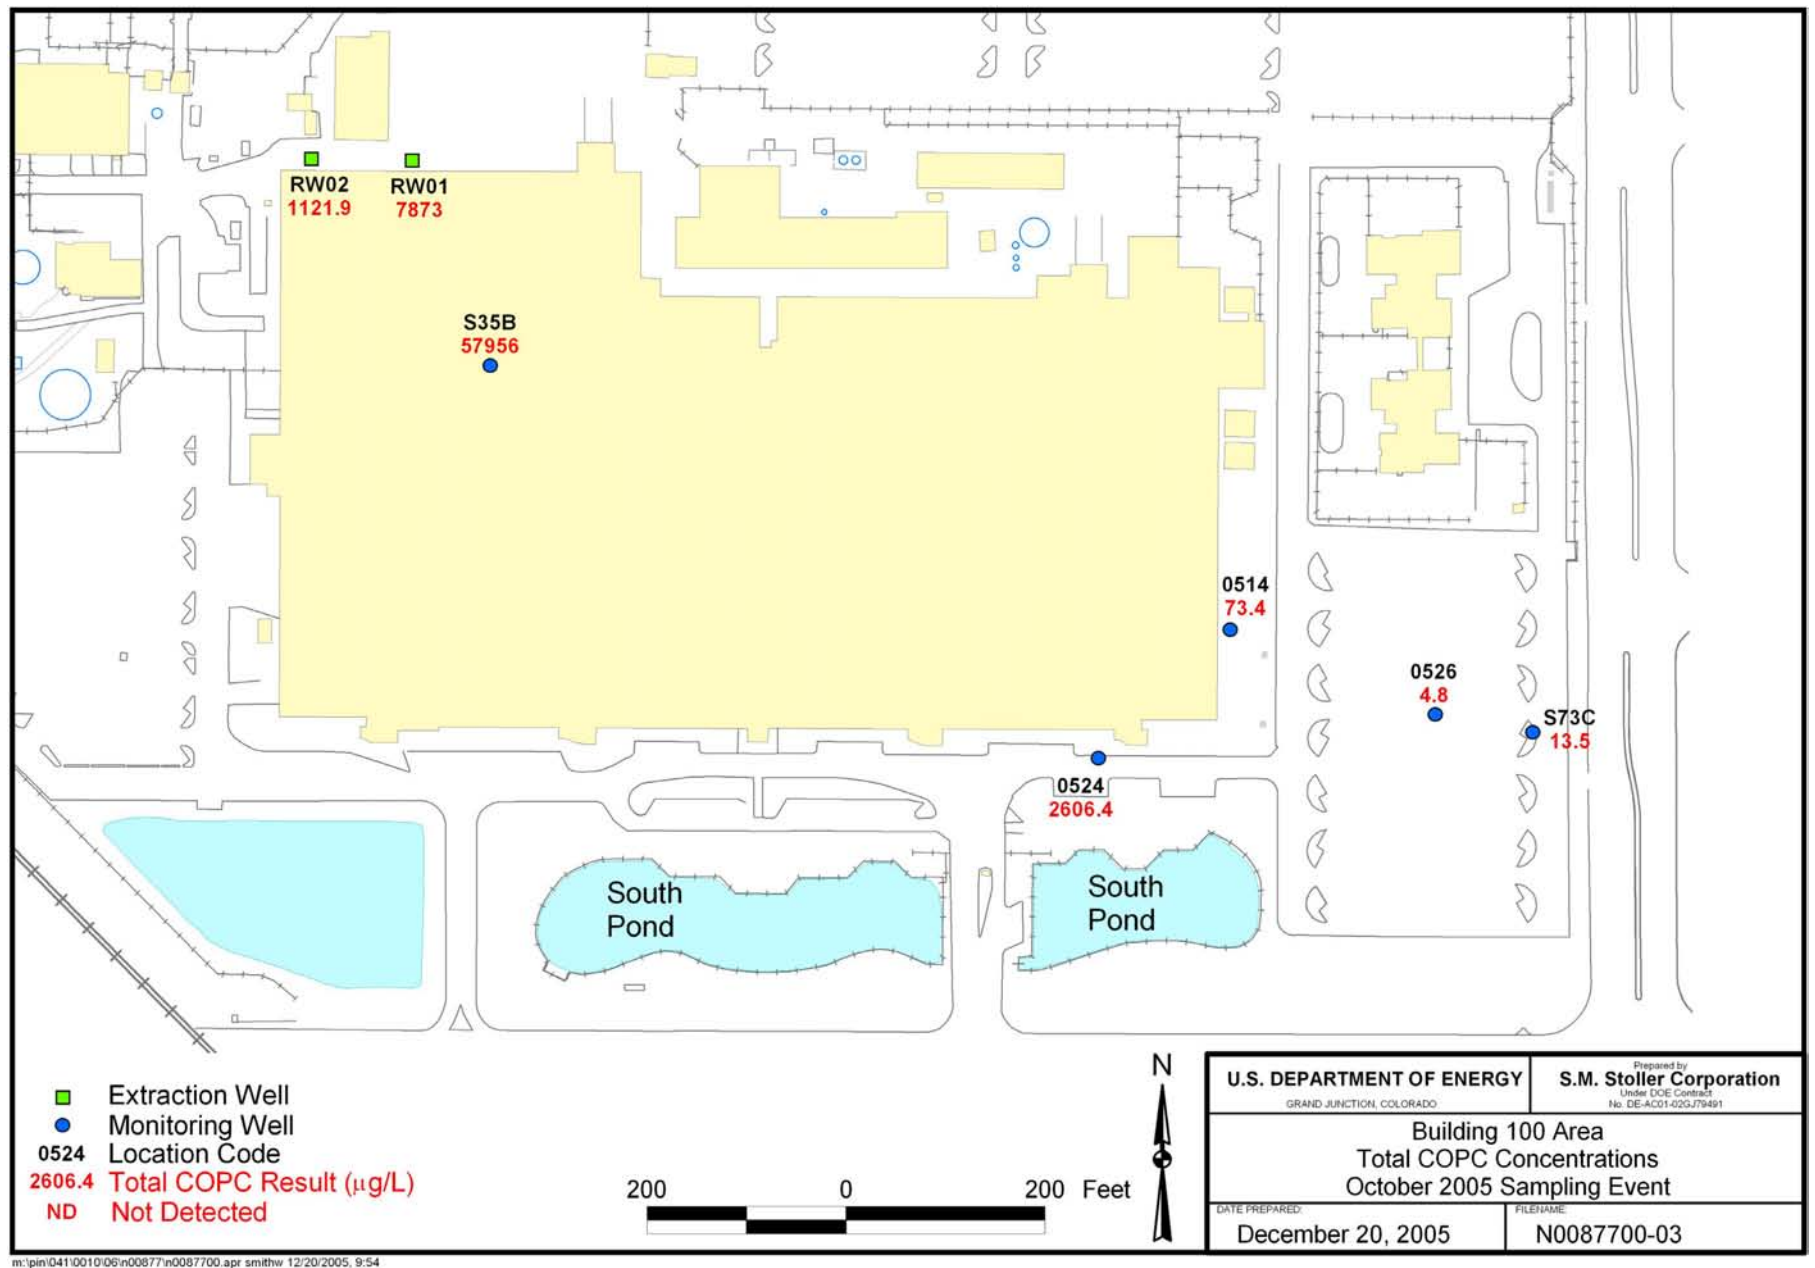 RW02
1121.9
RW01
7873
S35B
57956
0514
73.4
0526
4.8
S73C
13.5
0524
2606.4
South
Pond
South
Pond
Extraction Well
Monitoring Well
0524 Location Code
2606.4 Total COPC Result (µg/L)
ND Not Detected
200 0 200 Feet
N
U.S. DEPARTMENT OF ENERGY
GRAND JUNCTION, COLORADO
Prepared by
S.M. Stoller Corporation
Under DOE Contract
No. DE-AC01-02GJ79491
Building 100 Area
Total COPC Concentrations
October 2005 Sampling Event
DATE PREPARED:
December 20, 2005
FILENAME:
N0087700-03
m:\pin\041\0010\06\n00877\n0087700.apr smithw 12/20/2005, 9:54